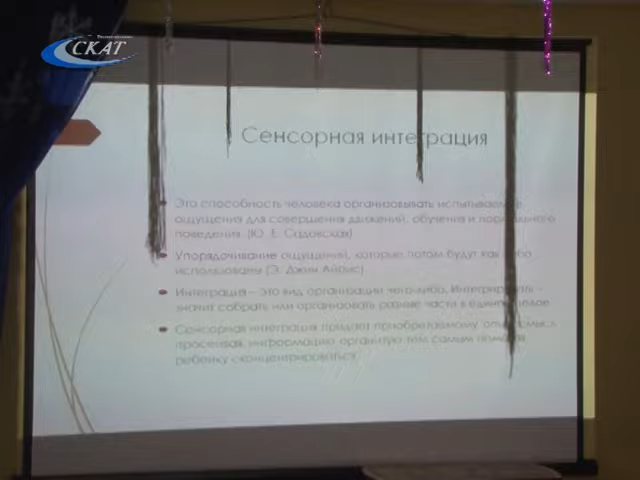 СКАТ
Сенсорная интеграция
Это способность человека организовывать испытываемые
ощущения для совершения движений, обучения и нормального
поведения. (Ю. Е. Садовская)
Упорядочивание ощущений, которые потом будут как-либо
использованы (Э. Джин Айрес)
Интеграция – это вид организации чего-либо. Интегрировать –
значит собрать или организовать разные части в единое целое.
Сенсорная интеграция придает приобретаемому опыту смысл,
просеивая, информацию организуя тем самым помогая
ребёнку сконцентрироваться